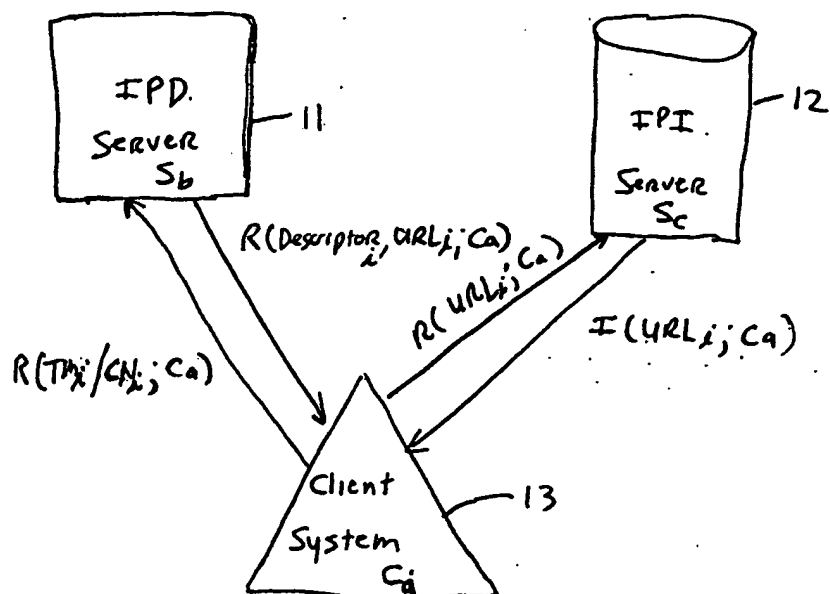 IPD.
Server
Sb
11
IPI
Server
Sc
12
R(Descriptor i, URL i; Ca)
R(URL i; Ca)
I(URL i; Ca)
R(TM i/CN i; Ca)
Client
System
Ca
13